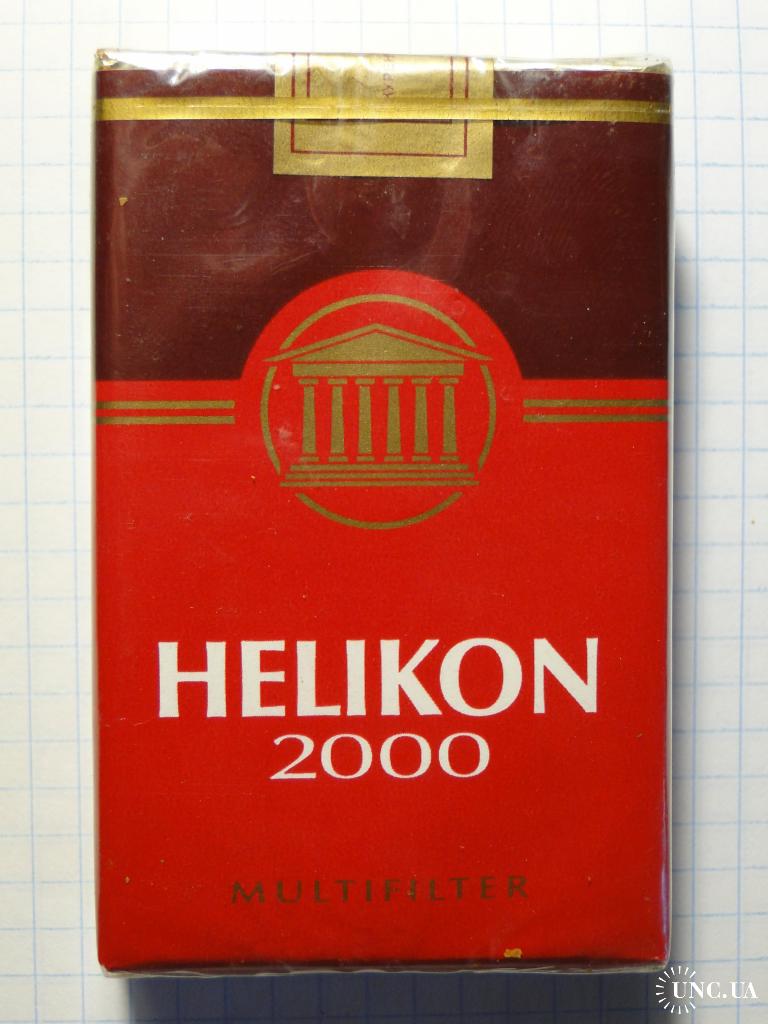 HELIKON
2000
MULTIFILTER
UNC.UA